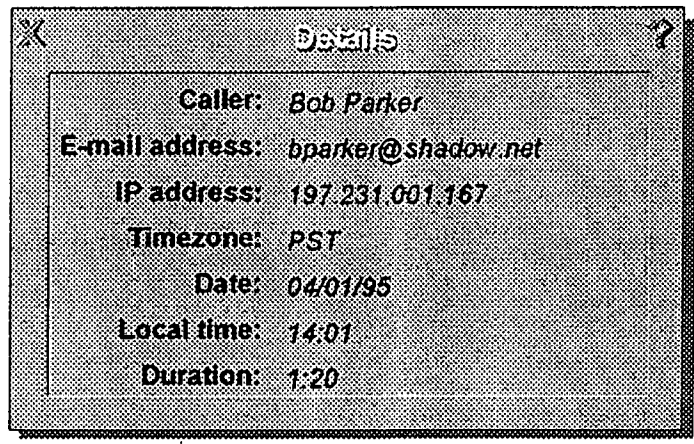 Details
?
Caller: Bob Parker
E-mail address: bparker@shadow.net
IP address: 197.231.001.167
Timezone: PST
Date: 04/01/95
Local time: 14:01
Duration: 1:20